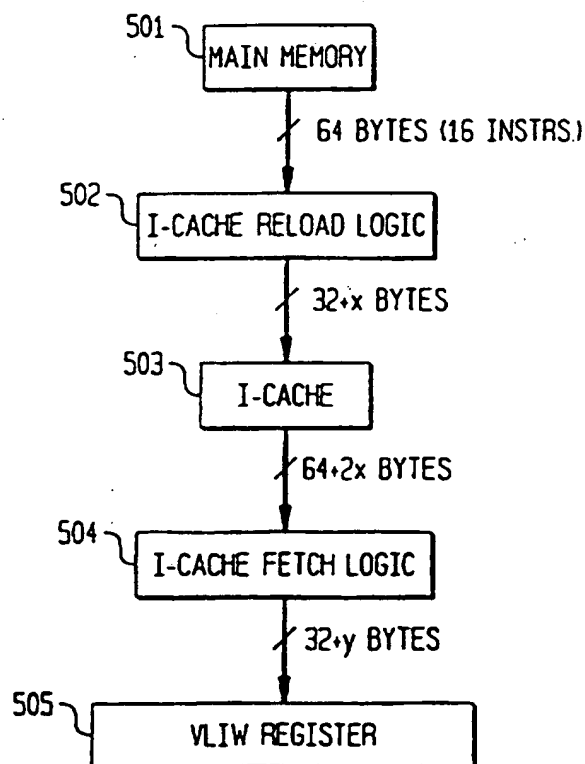 501
MAIN MEMORY
64 BYTES (16 INSTRS.)
502
I-CACHE RELOAD LOGIC
32+x BYTES
503
I-CACHE
64+2x BYTES
504
I-CACHE FETCH LOGIC
32+y BYTES
505
VLIW REGISTER